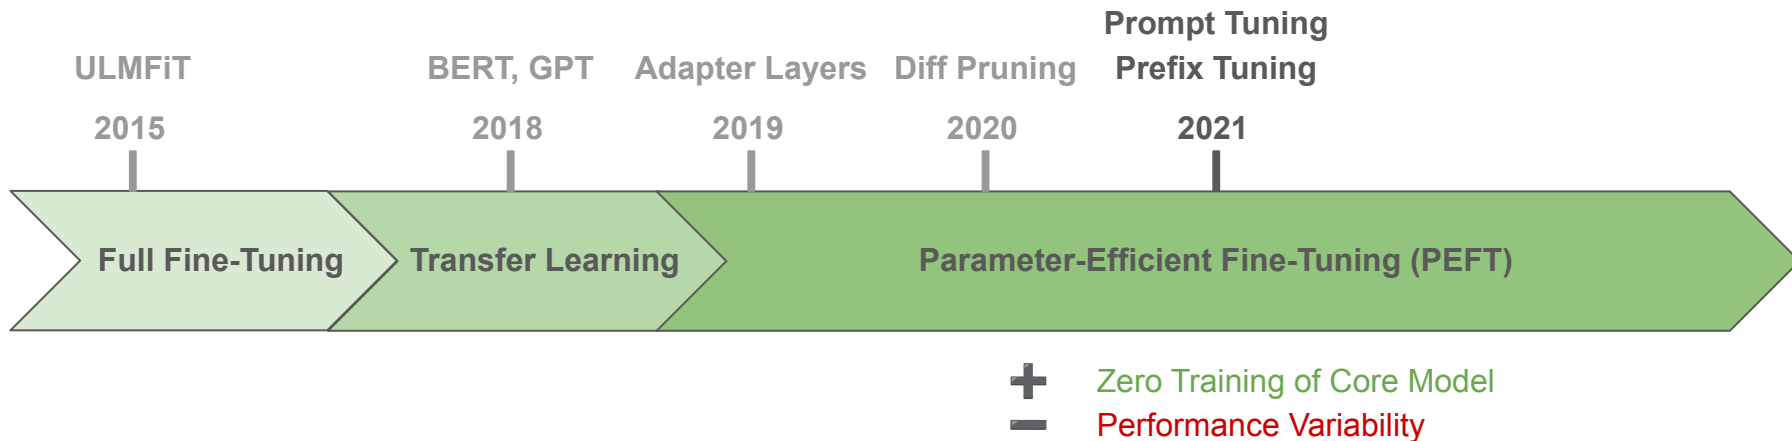 Prompt Tuning
ULMFiT BERT, GPT Adapter Layers Diff Pruning Prefix Tuning
2015 2018 2019 2020 2021
Full Fine-Tuning Transfer Learning Parameter-Efficient Fine-Tuning (PEFT)
+ Zero Training of Core Model
− Performance Variability